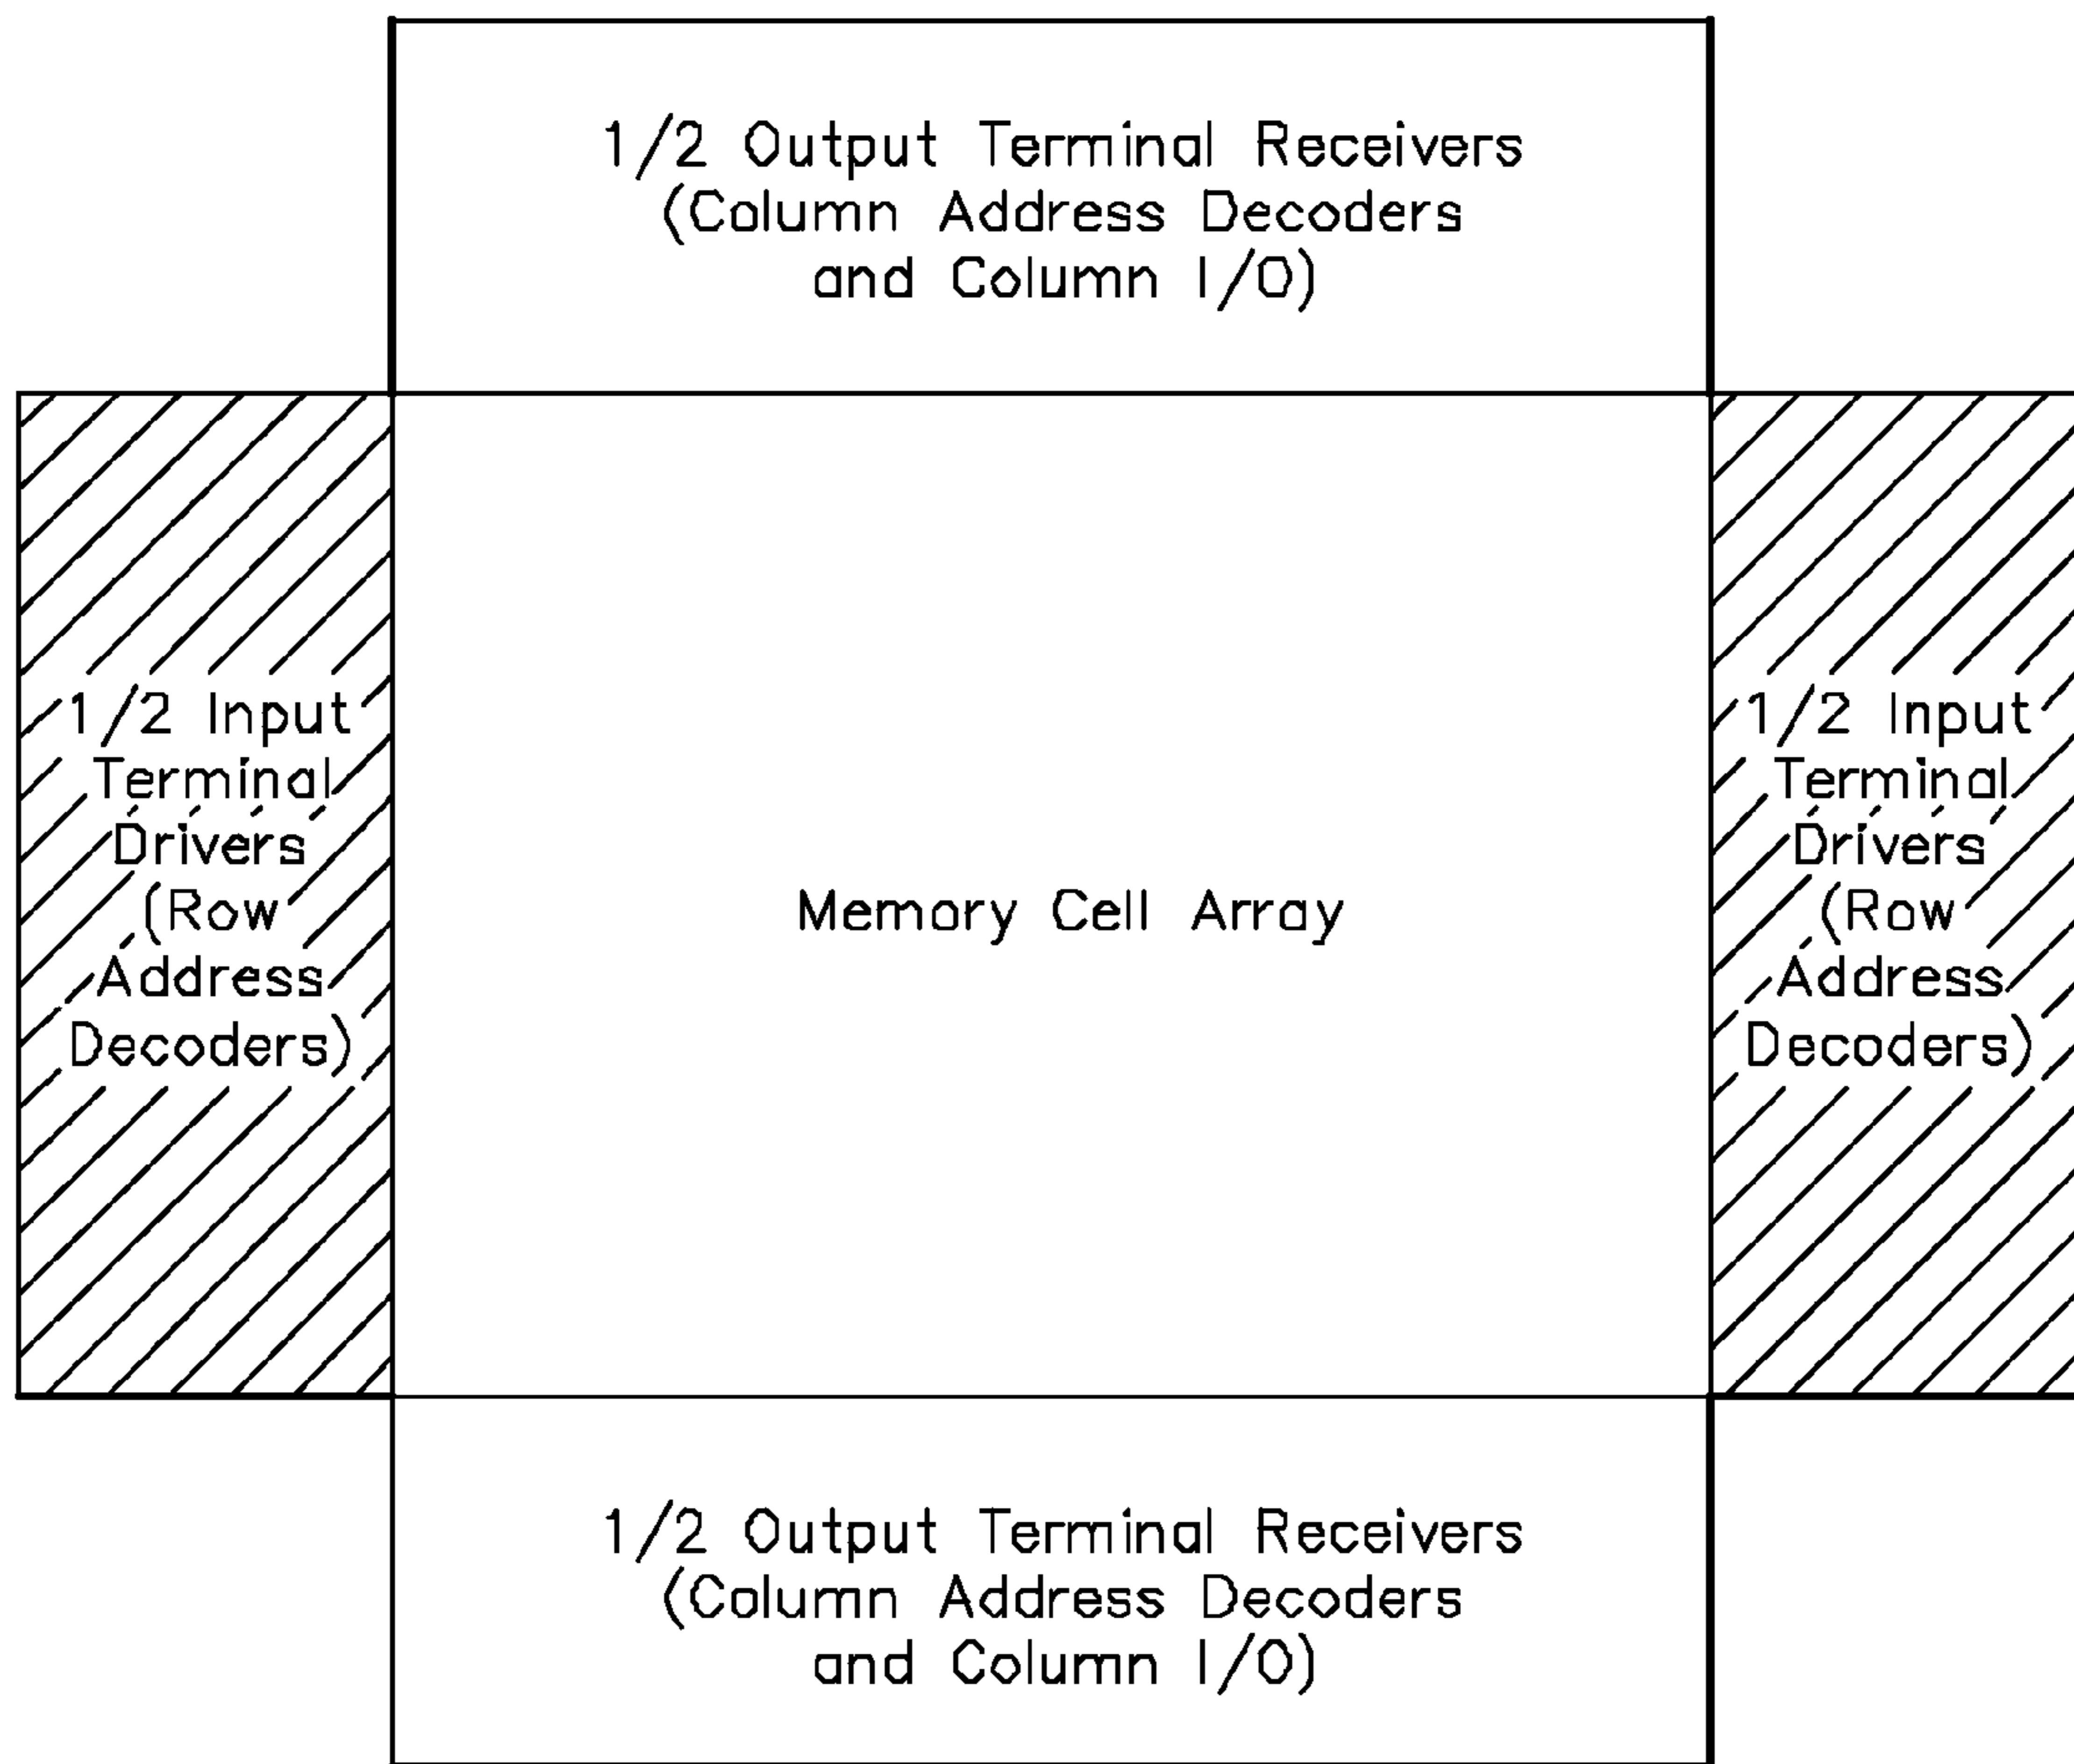 1/2 Output Terminal Receivers
(Column Address Decoders
and Column I/O)
1/2 Input
Terminal
Drivers
(Row
Address
Decoders)
Memory Cell Array
1/2 Input
Terminal
Drivers
(Row
Address
Decoders)
1/2 Output Terminal Receivers
(Column Address Decoders
and Column I/O)